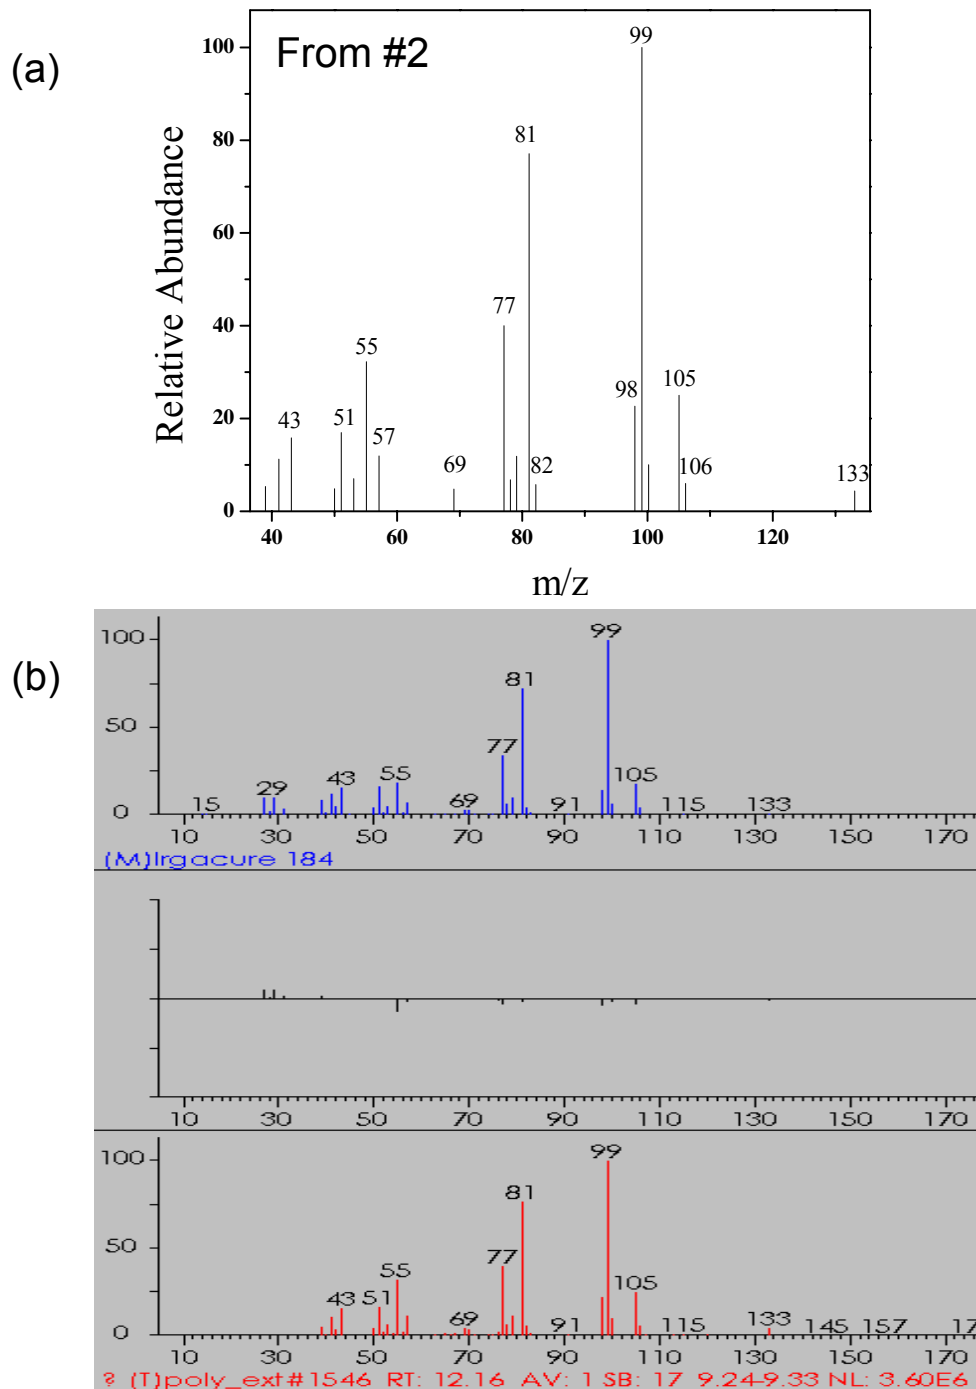 (a)
From #2
Relative Abundance
100
80
60
40
20
0
43
51
55
57
69
77
81
82
98
99
105
106
133
40 60 80 100 120
m/z
(b)
100
50
0
15 29 43 55 69 77 81 91 99 105 115 133
10 30 50 70 90 110 130 150 170
(M)Irgacure 184
10 30 50 70 90 110 130 150 170
100
50
0
43 51 55 69 77 81 91 99 105 115 133 145 157 17
10 30 50 70 90 110 130 150 170
? (T)poly_ext#1546 RT: 12.16 AV: 1 SB: 17 9.24-9.33 NL: 3.60E6